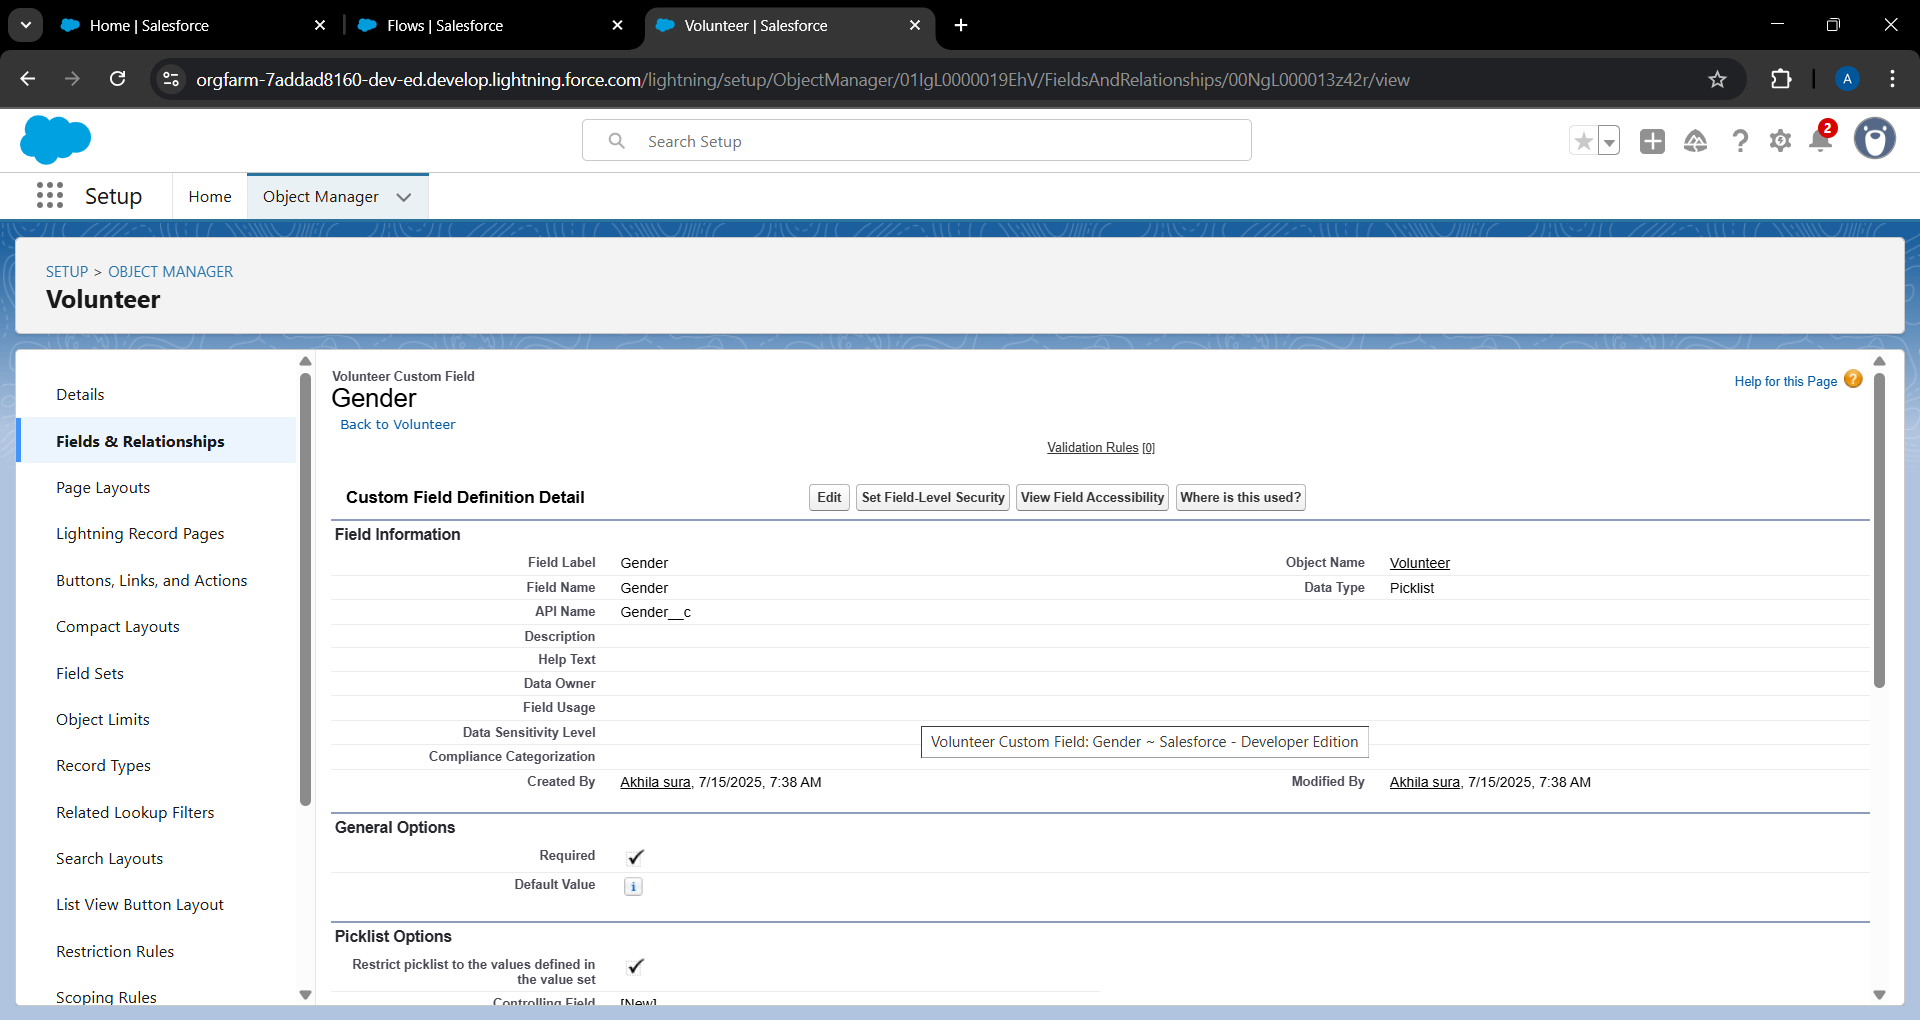 Home | Salesforce
Flows | Salesforce
Volunteer | Salesforce
orgfarm-7addad8160-dev-ed.develop.lightning.force.com/lightning/setup/ObjectManager/01IgL0000019EhV/FieldsAndRelationships/00NgL000013z42r/view
A
Search Setup
2
Setup
Home
Object Manager
SETUP > OBJECT MANAGER
Volunteer
Details
Fields & Relationships
Page Layouts
Lightning Record Pages
Buttons, Links, and Actions
Compact Layouts
Field Sets
Object Limits
Record Types
Related Lookup Filters
Search Layouts
List View Button Layout
Restriction Rules
Scoping Rules
Volunteer Custom Field
Gender
Back to Volunteer
Help for this Page ?
Validation Rules [0]
Custom Field Definition Detail
Edit
Set Field-Level Security
View Field Accessibility
Where is this used?
Field Information
Field Label Gender
Object Name Volunteer
Field Name Gender
Data Type Picklist
API Name Gender__c
Description
Help Text
Data Owner
Field Usage
Data Sensitivity Level
Volunteer Custom Field: Gender ~ Salesforce - Developer Edition
Compliance Categorization
Created By Akhila sura, 7/15/2025, 7:38 AM
Modified By Akhila sura, 7/15/2025, 7:38 AM
General Options
Required
Default Value i
Picklist Options
Restrict picklist to the values defined in
the value set
Controlling Field [New]